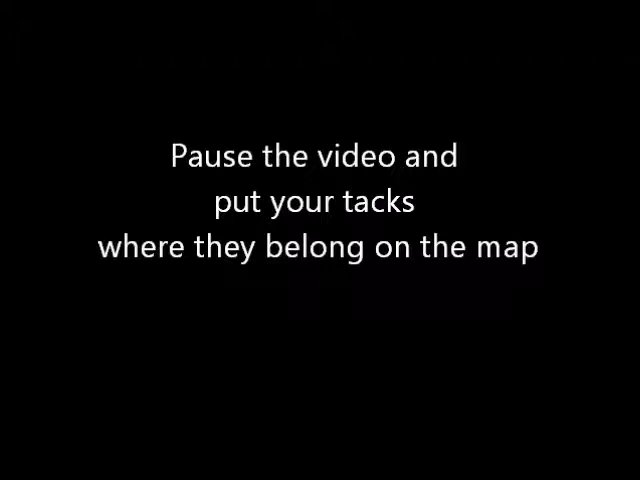 Pause the video and
put your tacks
where they belong on the map